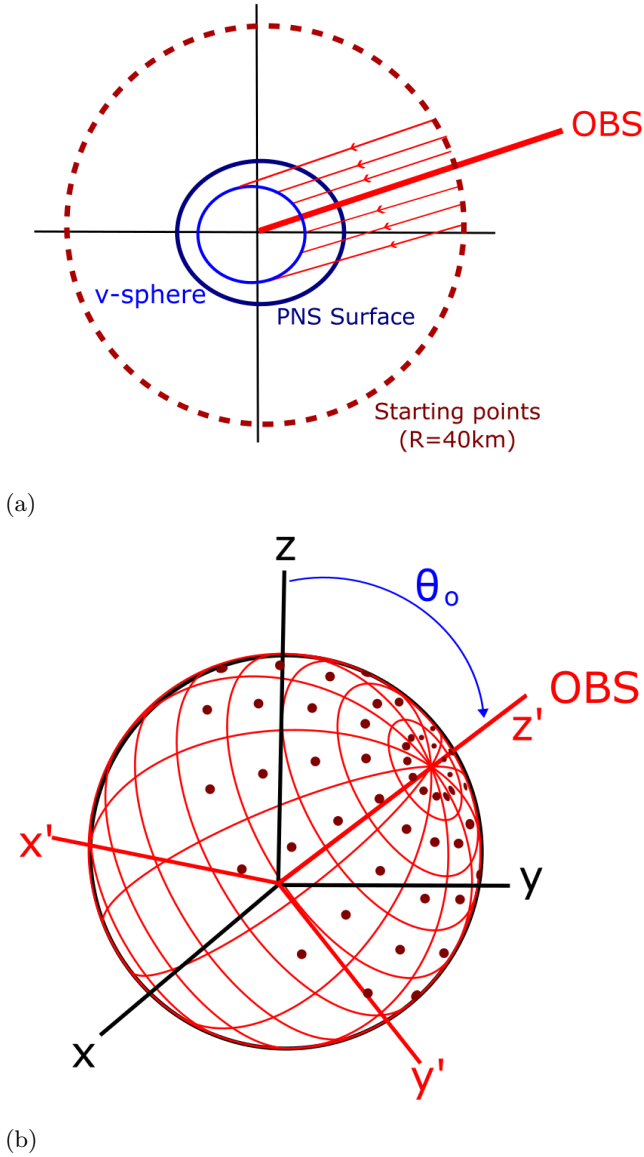 OBS
ν-sphere
PNS Surface
Starting points
(R=40km)
(a)
z
θo
OBS
z'
x'
y
x
y'
(b)